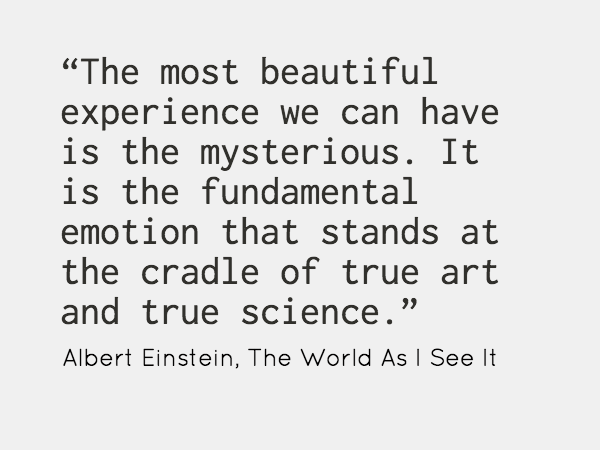 “The most beautiful
experience we can have
is the mysterious. It
is the fundamental
emotion that stands at
the cradle of true art
and true science.”
Albert Einstein, The World As I See It